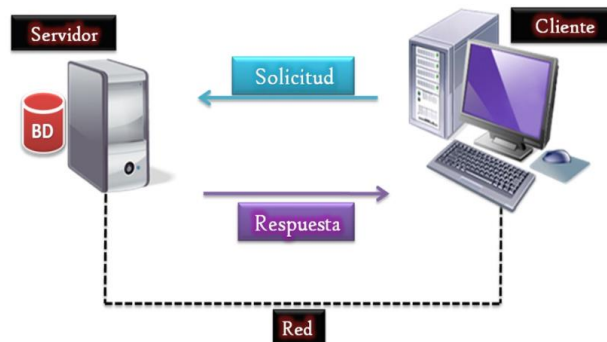 Servidor
Cliente
Solicitud
BD
Respuesta
Red